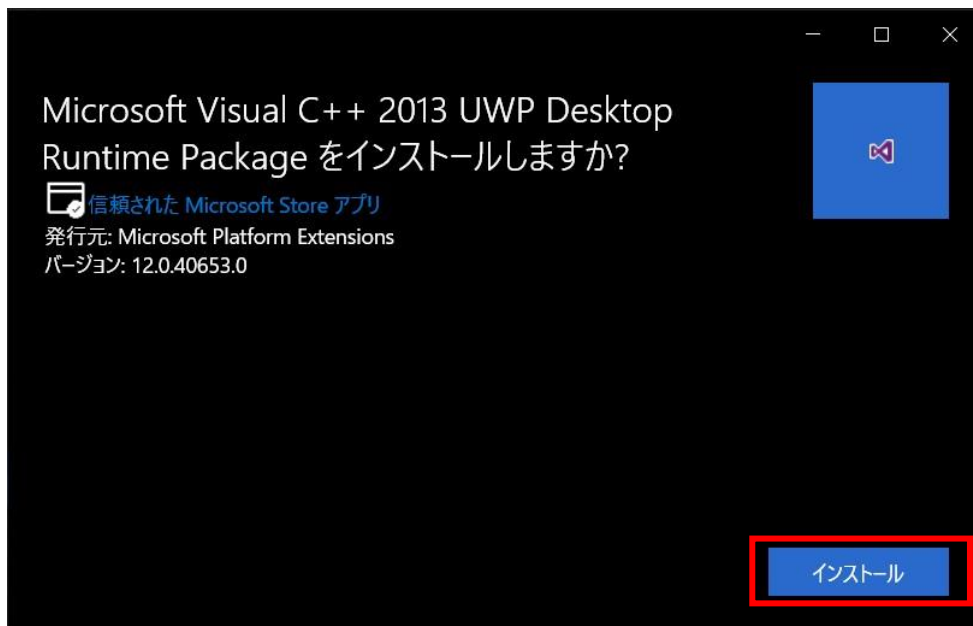 Microsoft Visual C++ 2013 UWP Desktop
Runtime Package をインストールしますか?
信頼された Microsoft Store アプリ
発行元: Microsoft Platform Extensions
バージョン: 12.0.40653.0
インストール